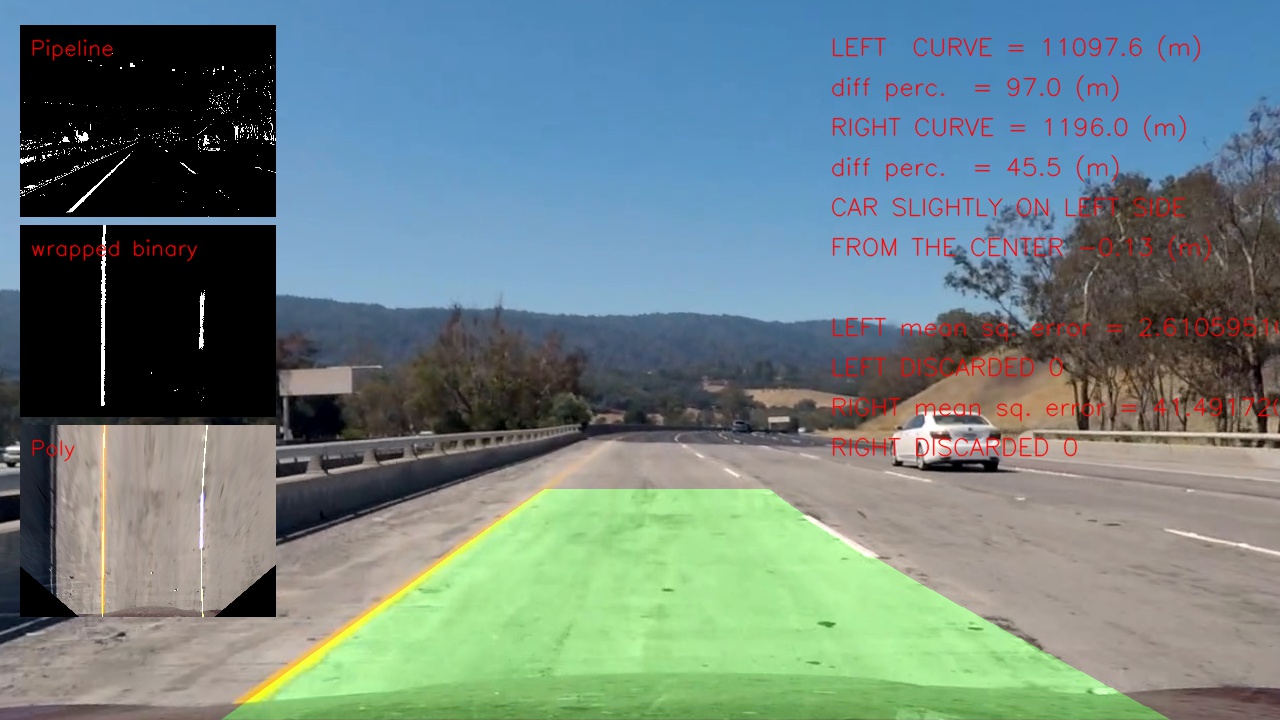 Pipeline
wrapped binary
Poly
LEFT  CURVE = 11097.6 (m)
diff perc.  = 97.0 (m)
RIGHT CURVE = 1196.0 (m)
diff perc.  = 45.5 (m)
CAR SLIGHTLY ON LEFT SIDE
FROM THE CENTER -0.13 (m)
LEFT mean sq. error = 2.6105951
LEFT DISCARDED 0
RIGHT mean sq. error = 41.49172
RIGHT DISCARDED 0